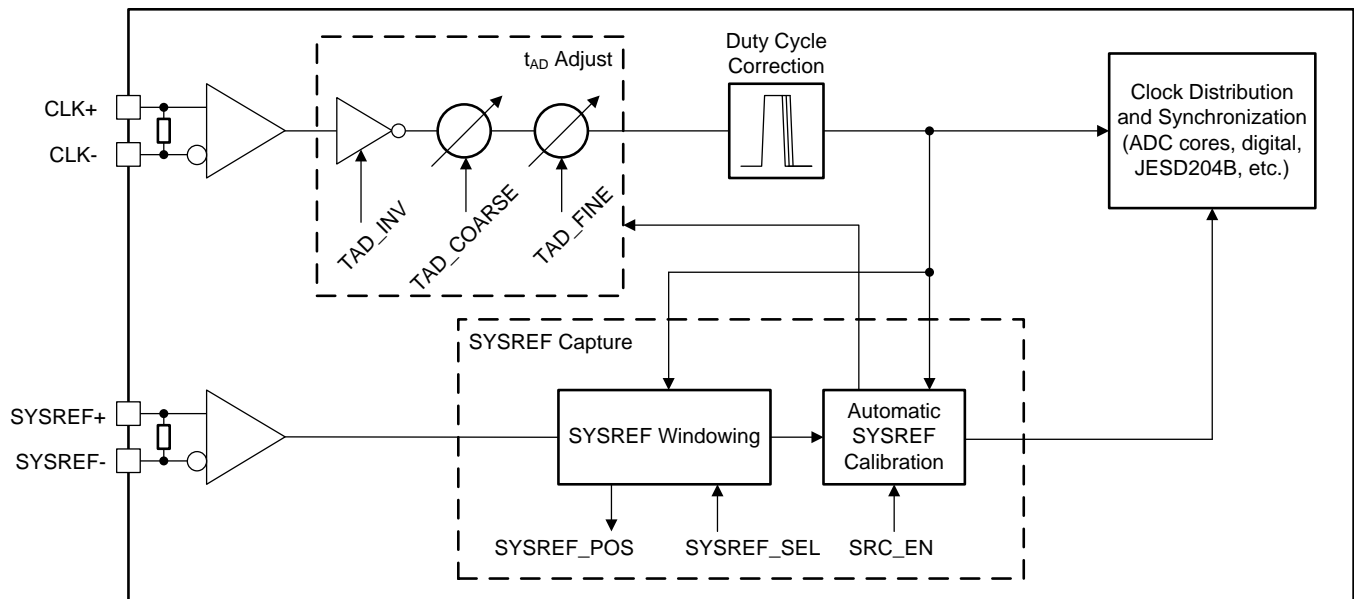 t_AD Adjust
Duty Cycle
Correction
CLK+
CLK-
TAD_INV
TAD_COARSE
TAD_FINE
Clock Distribution
and Synchronization
(ADC cores, digital,
JESD204B, etc.)
SYSREF Capture
SYSREF+
SYSREF-
SYSREF Windowing
Automatic
SYSREF
Calibration
SYSREF_POS
SYSREF_SEL
SRC_EN